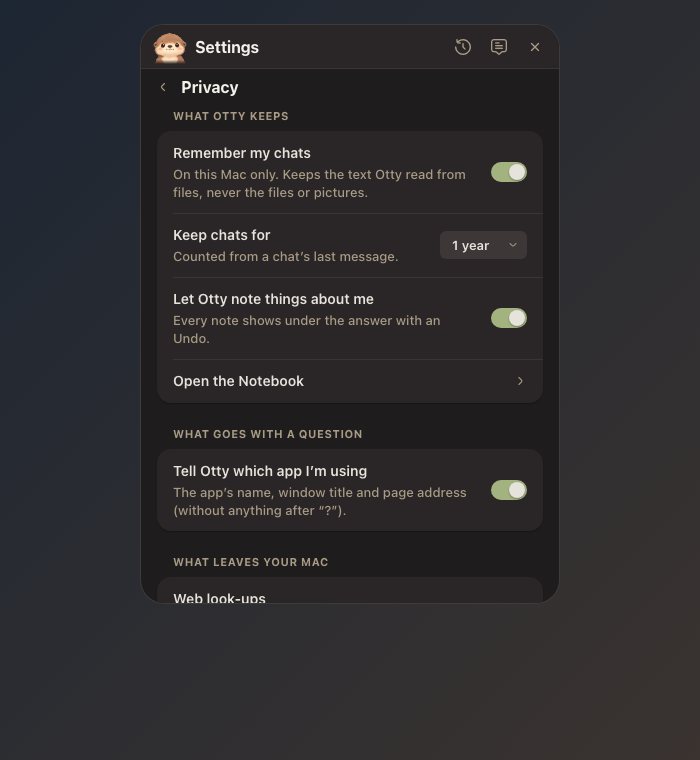 Settings
Privacy
WHAT OTTY KEEPS
Remember my chats
On this Mac only. Keeps the text Otty read from
files, never the files or pictures.
Keep chats for
1 year
Counted from a chat’s last message.
Let Otty note things about me
Every note shows under the answer with an
Undo.
Open the Notebook
WHAT GOES WITH A QUESTION
Tell Otty which app I’m using
The app’s name, window title and page address
(without anything after “?”).
WHAT LEAVES YOUR MAC
Web look-ups